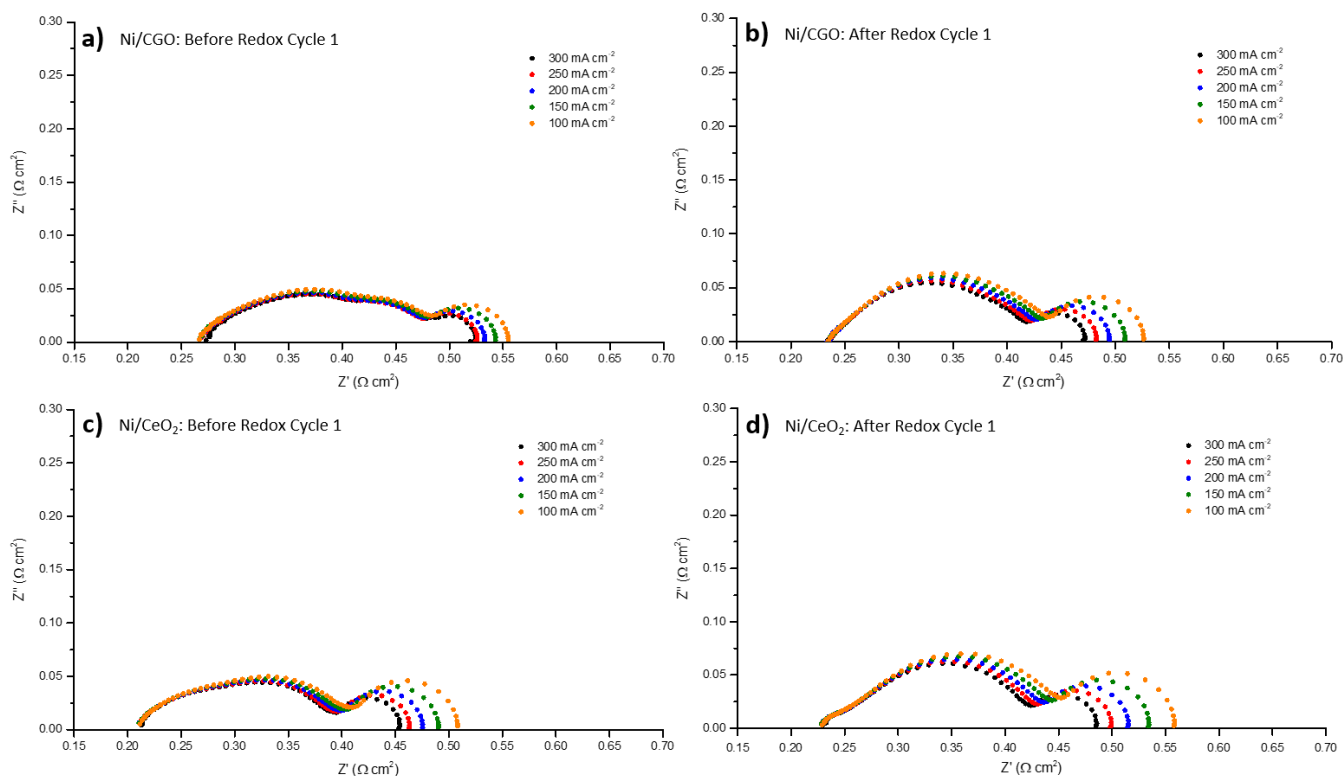 a) Ni/CGO: Before Redox Cycle 1
300 mA cm⁻²
250 mA cm⁻²
200 mA cm⁻²
150 mA cm⁻²
100 mA cm⁻²
0.30
0.25
0.20
0.15
0.10
0.05
0.00
Z'' (Ω cm²)
0.15 0.20 0.25 0.30 0.35 0.40 0.45 0.50 0.55 0.60 0.65 0.70
Z' (Ω cm²)
b) Ni/CGO: After Redox Cycle 1
300 mA cm⁻²
250 mA cm⁻²
200 mA cm⁻²
150 mA cm⁻²
100 mA cm⁻²
0.30
0.25
0.20
0.15
0.10
0.05
0.00
Z'' (Ω cm²)
0.15 0.20 0.25 0.30 0.35 0.40 0.45 0.50 0.55 0.60 0.65 0.70
Z' (Ω cm²)
c) Ni/CeO₂: Before Redox Cycle 1
300 mA cm⁻²
250 mA cm⁻²
200 mA cm⁻²
150 mA cm⁻²
100 mA cm⁻²
0.30
0.25
0.20
0.15
0.10
0.05
0.00
Z'' (Ω cm²)
0.15 0.20 0.25 0.30 0.35 0.40 0.45 0.50 0.55 0.60 0.65 0.70
Z' (Ω cm²)
d) Ni/CeO₂: After Redox Cycle 1
300 mA cm⁻²
250 mA cm⁻²
200 mA cm⁻²
150 mA cm⁻²
100 mA cm⁻²
0.30
0.25
0.20
0.15
0.10
0.05
0.00
Z'' (Ω cm²)
0.15 0.20 0.25 0.30 0.35 0.40 0.45 0.50 0.55 0.60 0.65 0.70
Z' (Ω cm²)